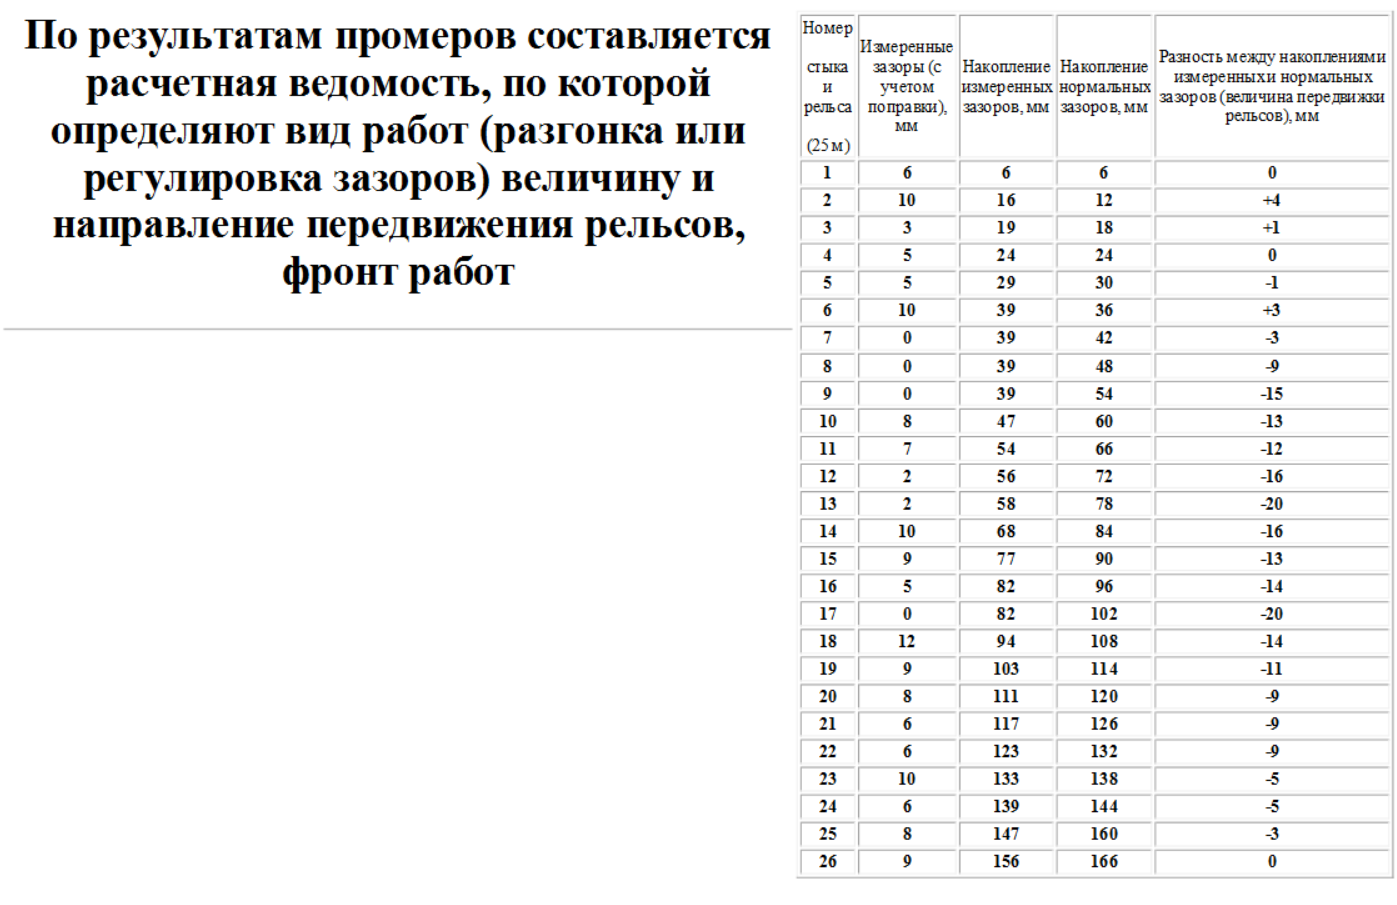 По результатам промеров составляется
расчетная ведомость, по которой
определяют вид работ (разгонка или
регулировка зазоров) величину и
направление передвижения рельсов,
фронт работ
Номер
стыка
и
рельса
(25 м)
Измеренные
зазоры (с
учетом
поправки),
мм
Накопление
измеренных
зазоров, мм
Накопление
нормальных
зазоров, мм
Разность между накоплениями
измеренныхи нормальных
зазоров (величина передвижки
рельсов), мм
1 6 6 6 0
2 10 16 12 +4
3 3 19 18 +1
4 5 24 24 0
5 5 29 30 -1
6 10 39 36 +3
7 0 39 42 -3
8 0 39 48 -9
9 0 39 54 -15
10 8 47 60 -13
11 7 54 66 -12
12 2 56 72 -16
13 2 58 78 -20
14 10 68 84 -16
15 9 77 90 -13
16 5 82 96 -14
17 0 82 102 -20
18 12 94 108 -14
19 9 103 114 -11
20 8 111 120 -9
21 6 117 126 -9
22 6 123 132 -9
23 10 133 138 -5
24 6 139 144 -5
25 8 147 160 -3
26 9 156 166 0